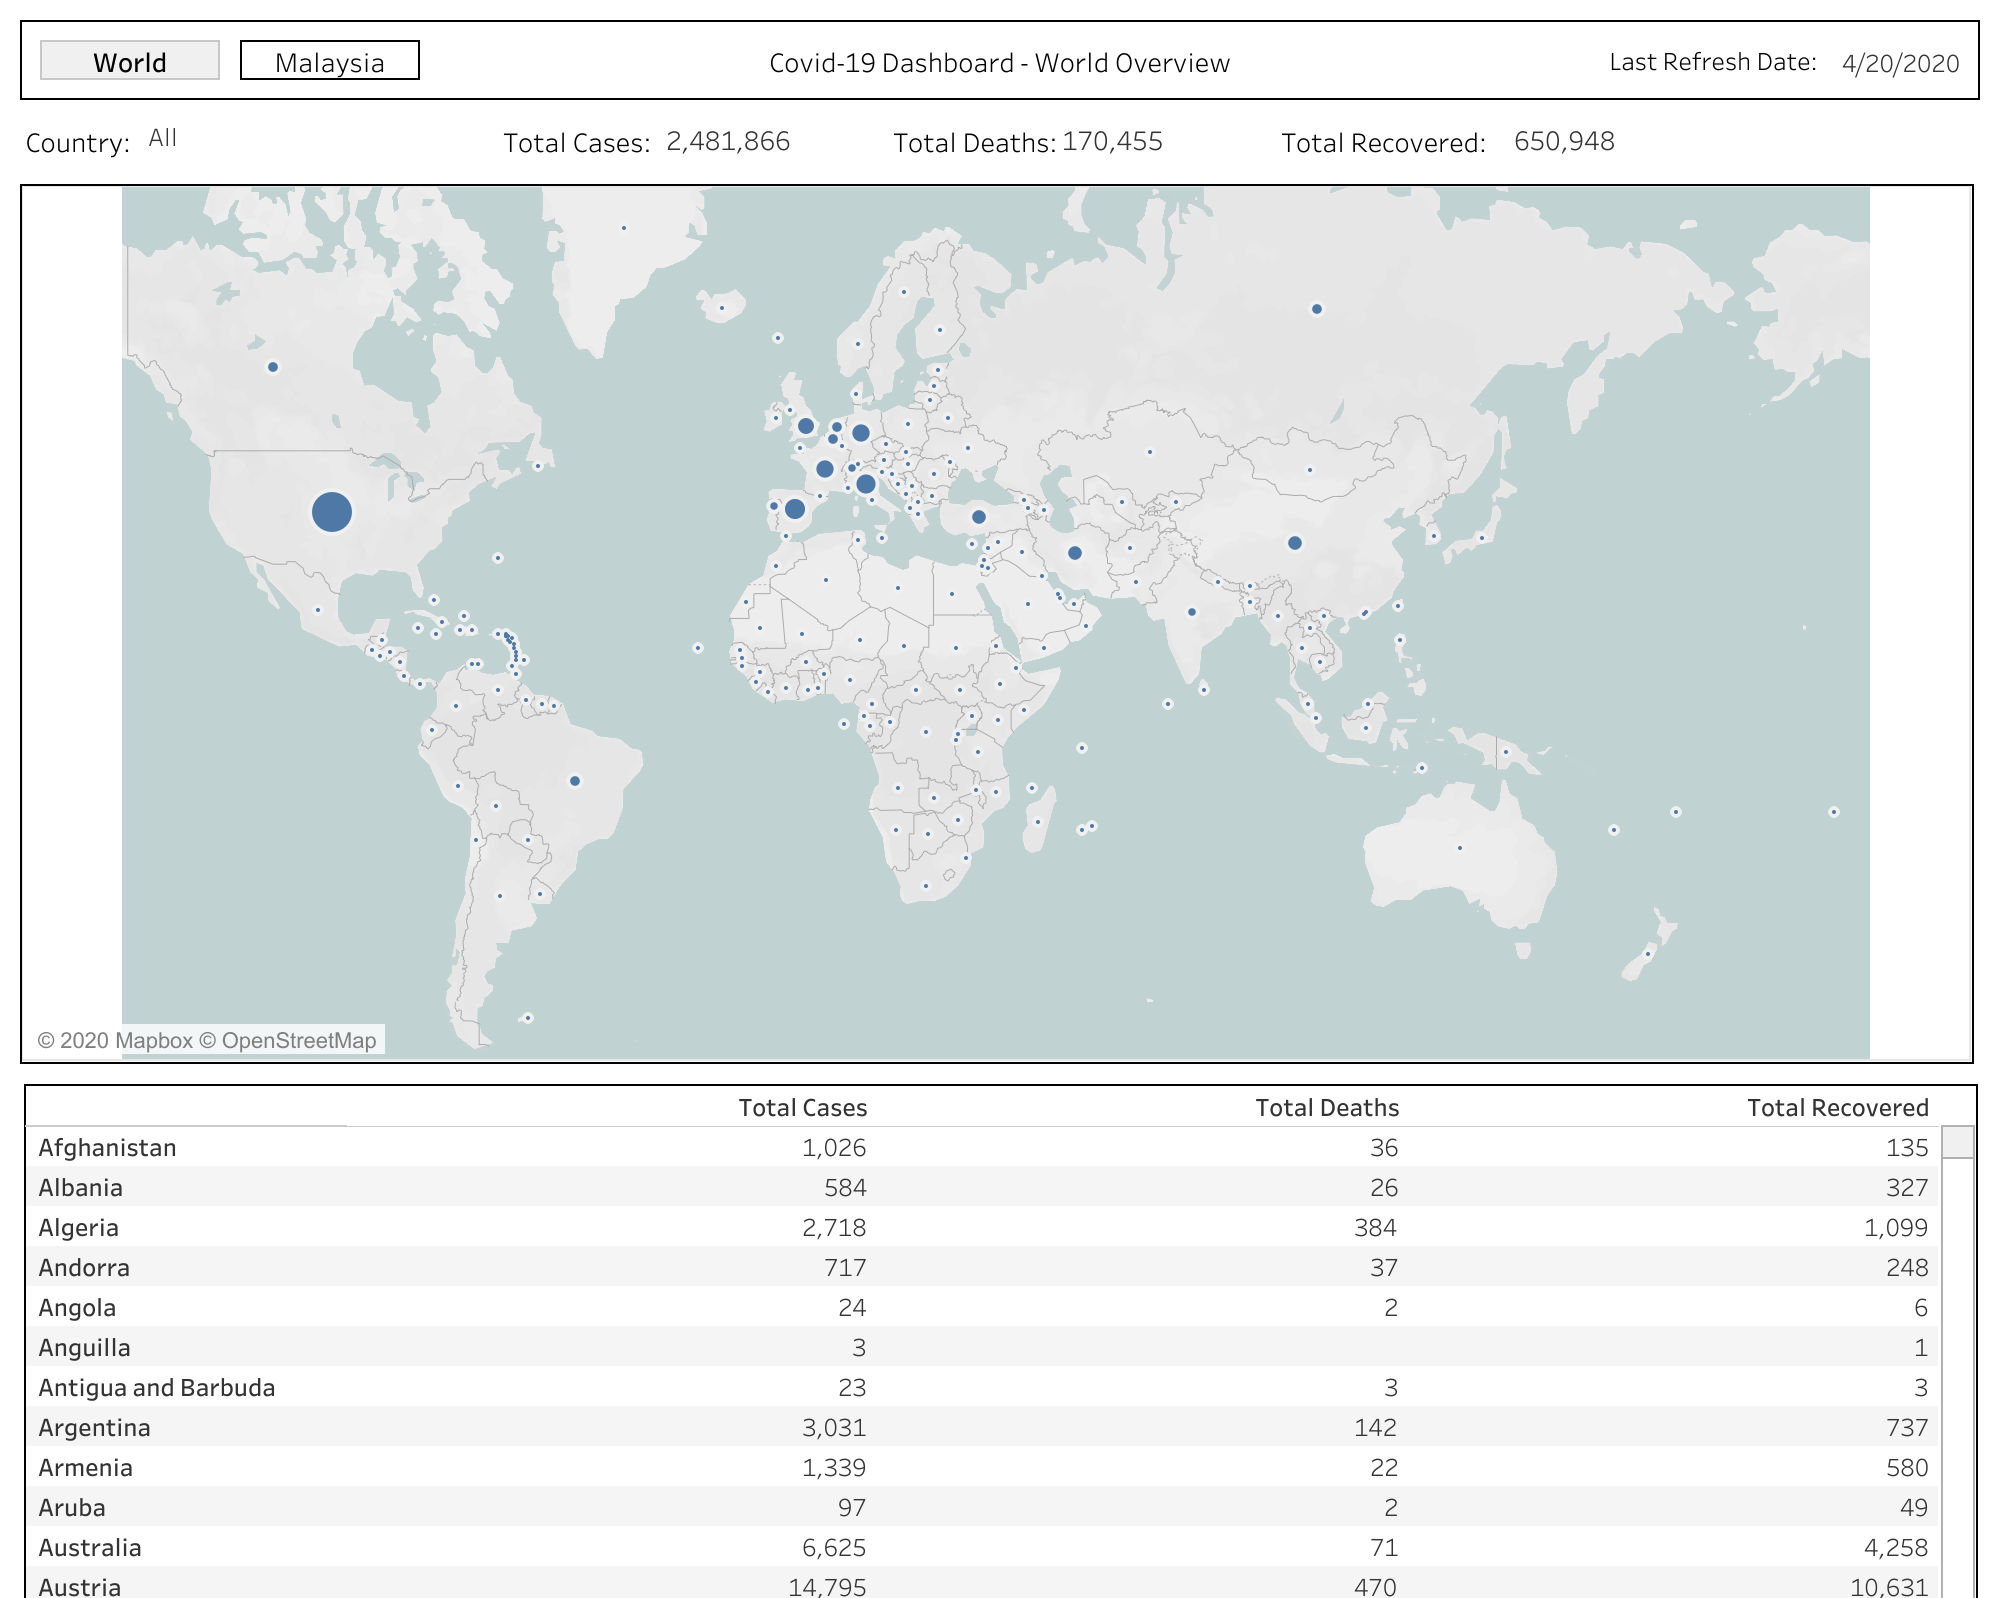 World Malaysia Covid-19 Dashboard - World Overview Last Refresh Date: 4/20/2020
Country: All Total Cases: 2,481,866 Total Deaths: 170,455 Total Recovered: 650,948
© 2020 Mapbox © OpenStreetMap
Total Cases Total Deaths Total Recovered
Afghanistan 1,026 36 135
Albania 584 26 327
Algeria 2,718 384 1,099
Andorra 717 37 248
Angola 24 2 6
Anguilla 3 1
Antigua and Barbuda 23 3 3
Argentina 3,031 142 737
Armenia 1,339 22 580
Aruba 97 2 49
Australia 6,625 71 4,258
Austria 14,795 470 10,631